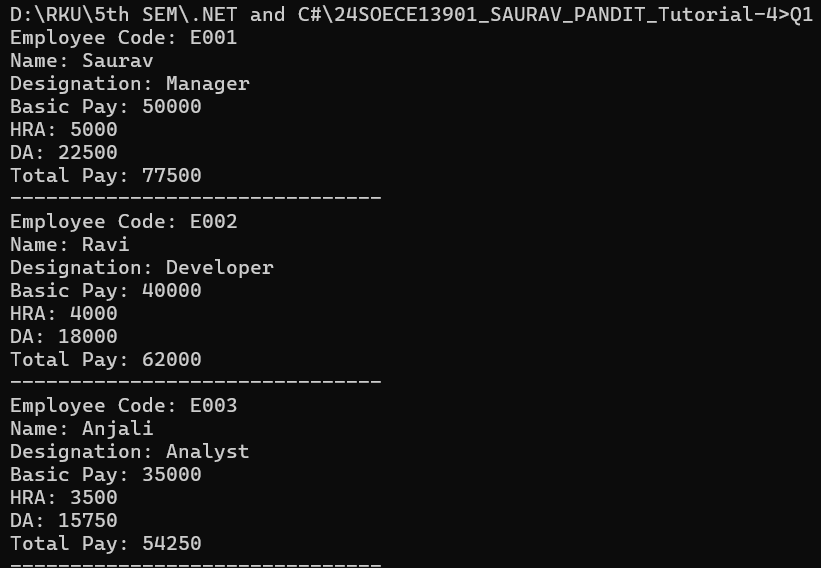 D:\RKU\5th SEM\.NET and C#\24SOECE13901_SAURAV_PANDIT_Tutorial-4>Q1
Employee Code: E001
Name: Saurav
Designation: Manager
Basic Pay: 50000
HRA: 5000
DA: 22500
Total Pay: 77500
-------------------------------
Employee Code: E002
Name: Ravi
Designation: Developer
Basic Pay: 40000
HRA: 4000
DA: 18000
Total Pay: 62000
-------------------------------
Employee Code: E003
Name: Anjali
Designation: Analyst
Basic Pay: 35000
HRA: 3500
DA: 15750
Total Pay: 54250
-------------------------------